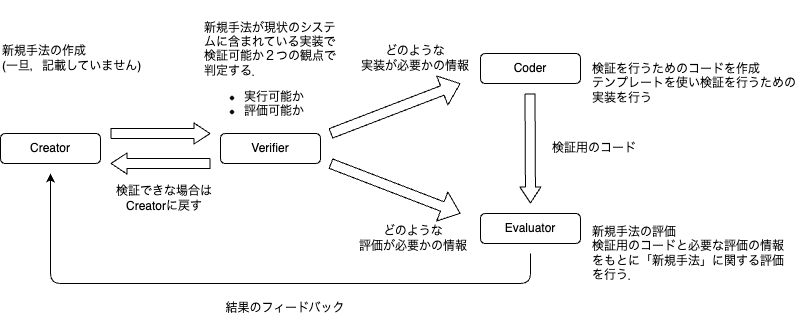 新規手法の作成
(一旦，記載していません)
Creator
新規手法が現状のシステ
ムに含まれている実装で
検証可能か２つの観点で
判定する．
• 実行可能か
• 評価可能か
Verifier
検証できな場合は
Creatorに戻す
どのような
実装が必要かの情報
Coder
検証を行うためのコードを作成
テンプレートを使い検証を行うための
実装を行う
検証用のコード
どのような
評価が必要かの情報
Evaluator
新規手法の評価
検証用のコードと必要な評価の情報
をもとに「新規手法」に関する評価
を行う．
結果のフィードバック